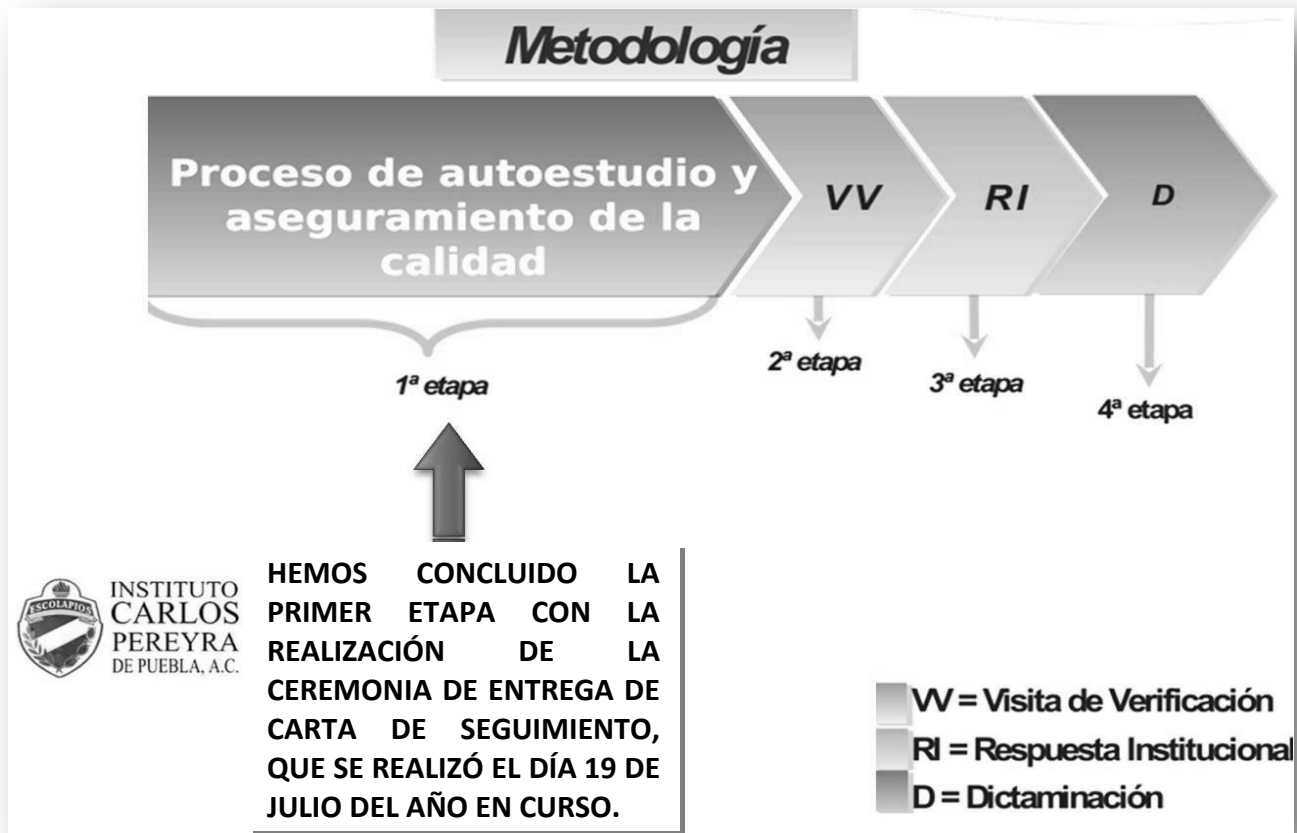 Metodología
Proceso de autoestudio y
aseguramiento de la
calidad
VV
RI
D
1ª etapa
2ª etapa
3ª etapa
4ª etapa
ESCOLAPIOS
INSTITUTO
CARLOS
PEREYRA
DE PUEBLA, A.C.
HEMOS CONCLUIDO LA
PRIMER ETAPA CON LA
REALIZACIÓN DE LA
CEREMONIA DE ENTREGA DE
CARTA DE SEGUIMIENTO,
QUE SE REALIZÓ EL DÍA 19 DE
JULIO DEL AÑO EN CURSO.
VV = Visita de Verificación
RI = Respuesta Institucional
D = Dictaminación